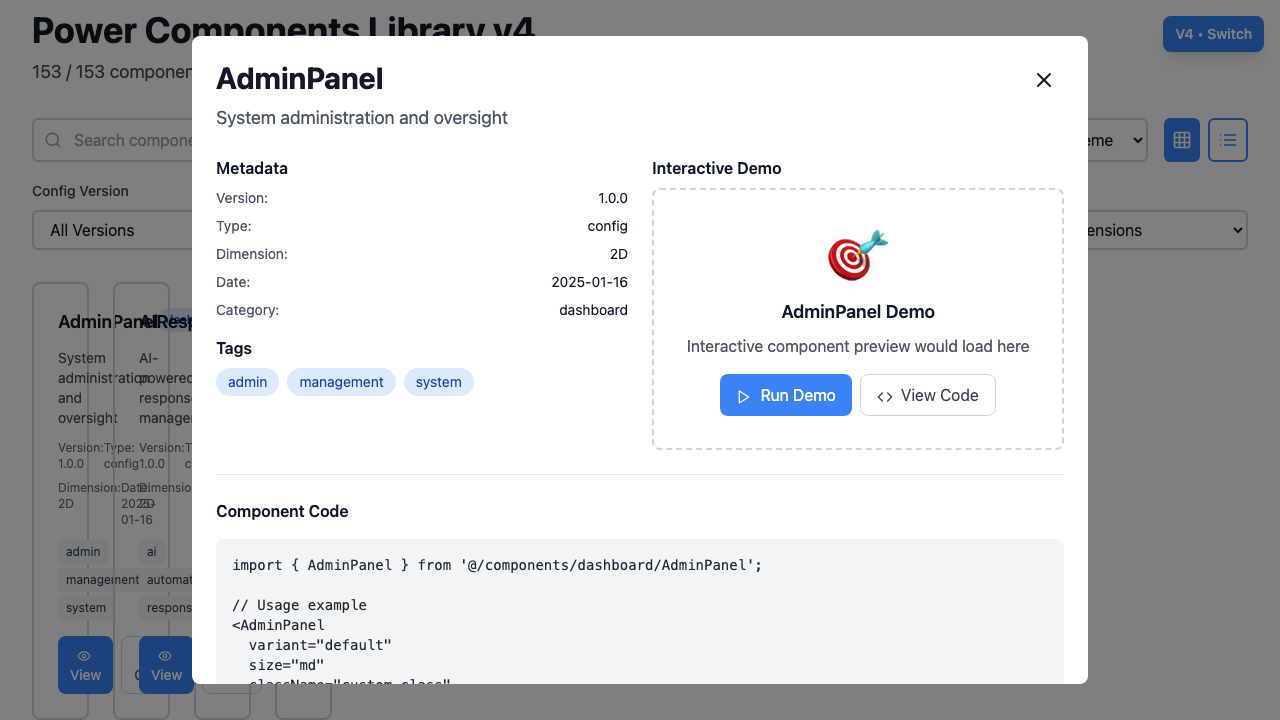 Power Components Library v4
153 / 153 componen
V4 • Switch
Search compone
eme
Config Version
All Versions
ensions
AdminPanel
System administration and oversight
Metadata
Version: 1.0.0
Type: config
Dimension: 2D
Date: 2025-01-16
Category: dashboard
Tags
admin management system
Interactive Demo
AdminPanel Demo
Interactive component preview would load here
Run Demo
View Code
Component Code
import { AdminPanel } from '@/components/dashboard/AdminPanel';
// Usage example
<AdminPanel
variant="default"
size="md"
className="custom-class"
AdminPanel
System
administration
and
oversight
Version:
1.0.0
Type:
config
Dimension:
2D
Date:
2025-
01-16
admin
management
system
View
AIResp
AI-
powered
respons
manage
Version:
1.0.0
Dimensio
2D
ai
automat
respons
View